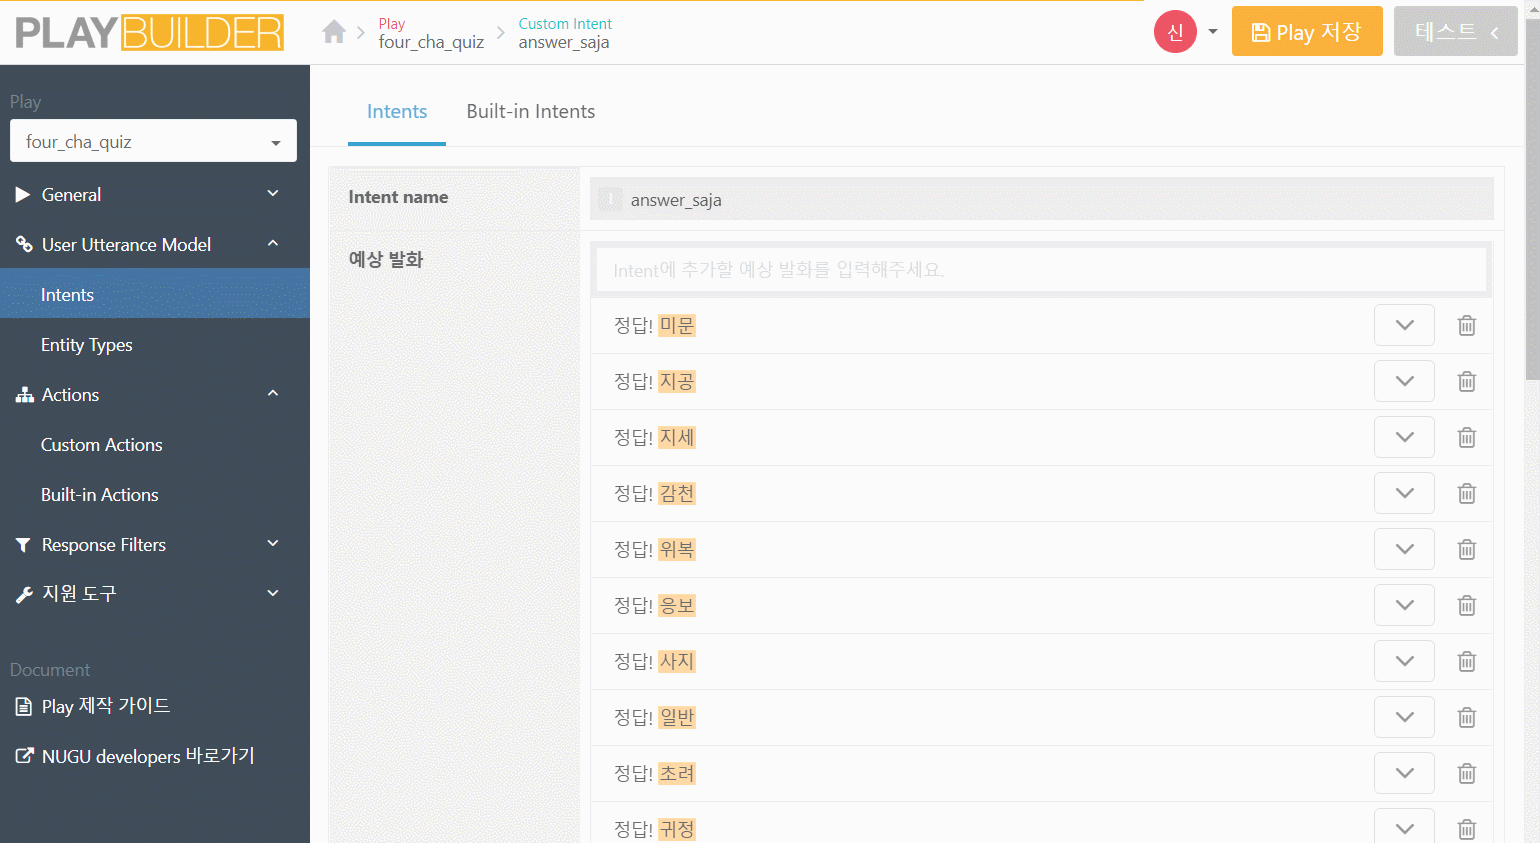 PLAYBUILDER
Play
four_cha_quiz
Custom Intent
answer_saja
신
Play 저장
테스트
Play
four_cha_quiz
General
User Utterance Model
Intents
Entity Types
Actions
Custom Actions
Built-in Actions
Response Filters
지원 도구
Document
Play 제작 가이드
NUGU developers 바로가기
Intents
Built-in Intents
Intent name
I answer_saja
예상 발화
Intent에 추가할 예상 발화를 입력해주세요.
정답! 미문
정답! 지공
정답! 지세
정답! 감천
정답! 위복
정답! 응보
정답! 사지
정답! 일반
정답! 초려
정답! 귀정